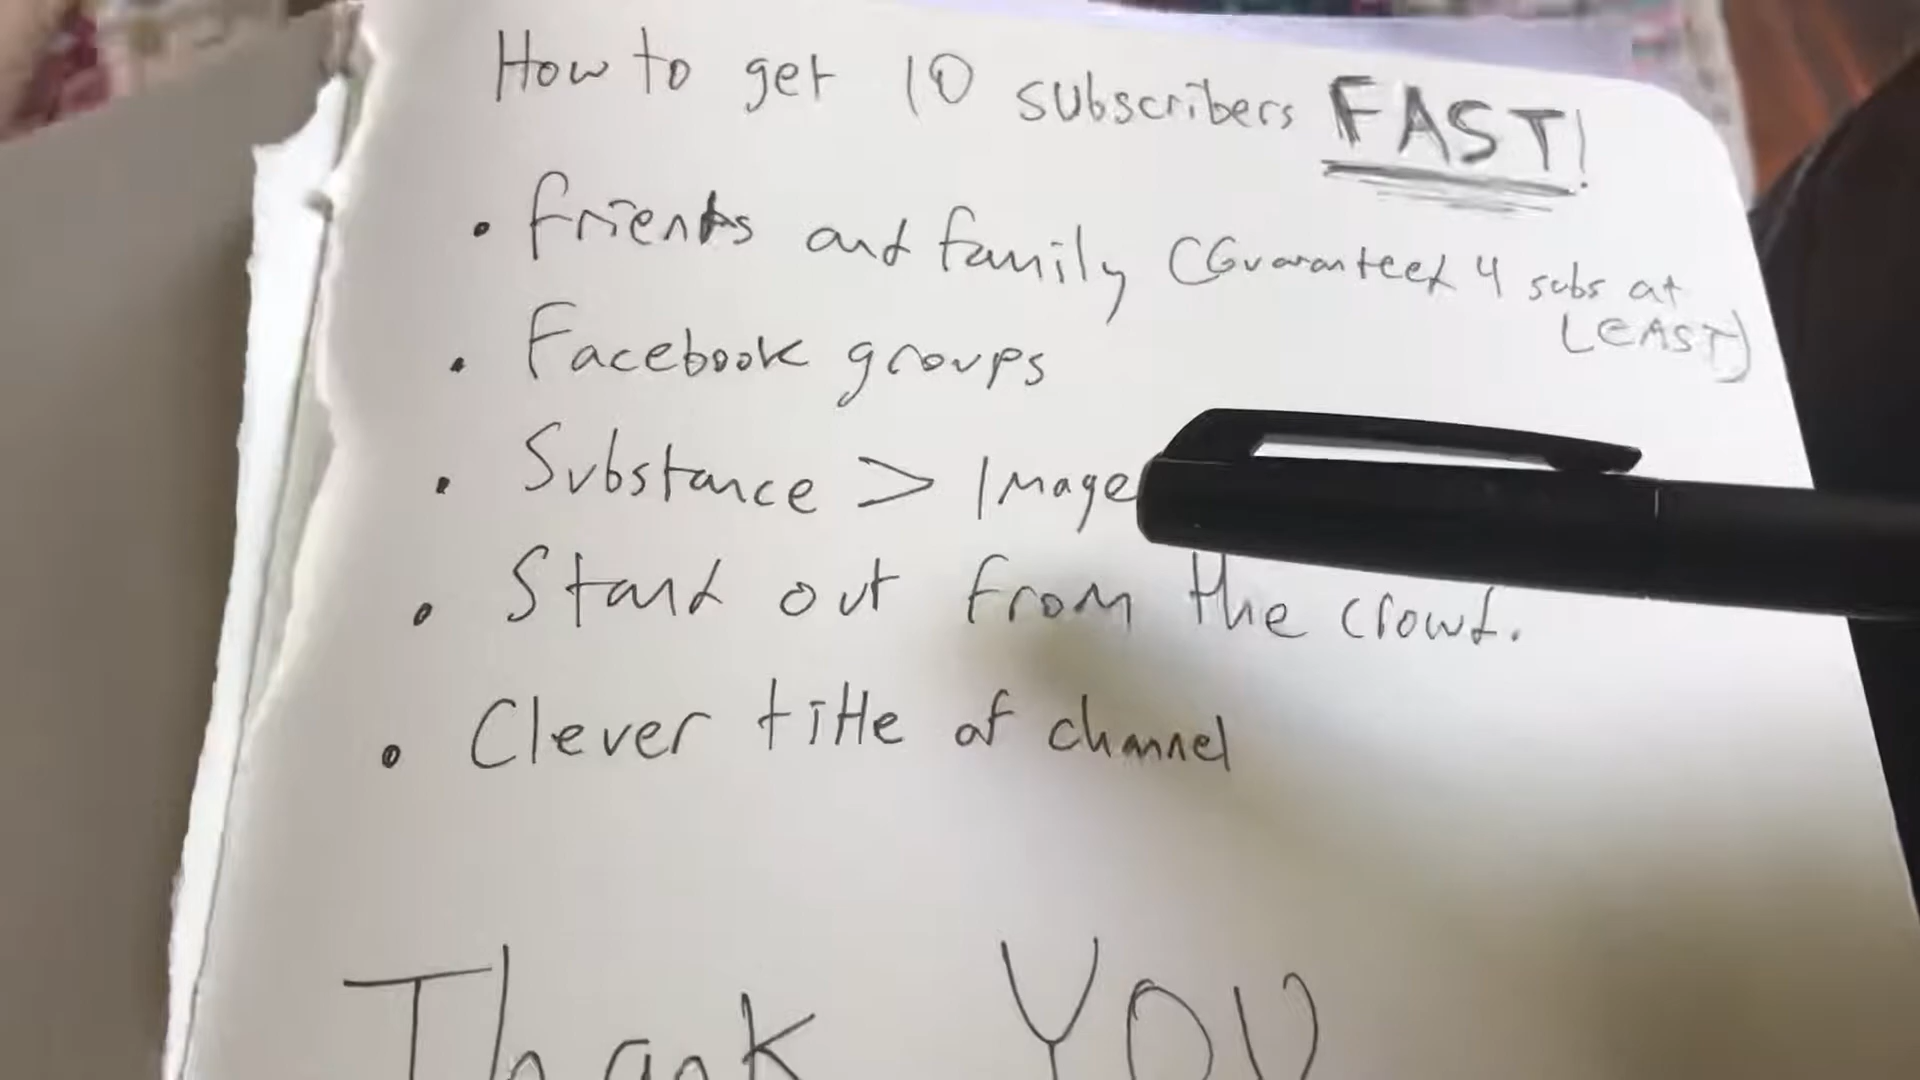 How to get 10 subscribers FAST!
• friends and family (Guaranteed 4 subs at
LEAST)
• Facebook groups
• Substance > Image
• Stand out from the crowd.
• Clever title of channel
Thank YOU